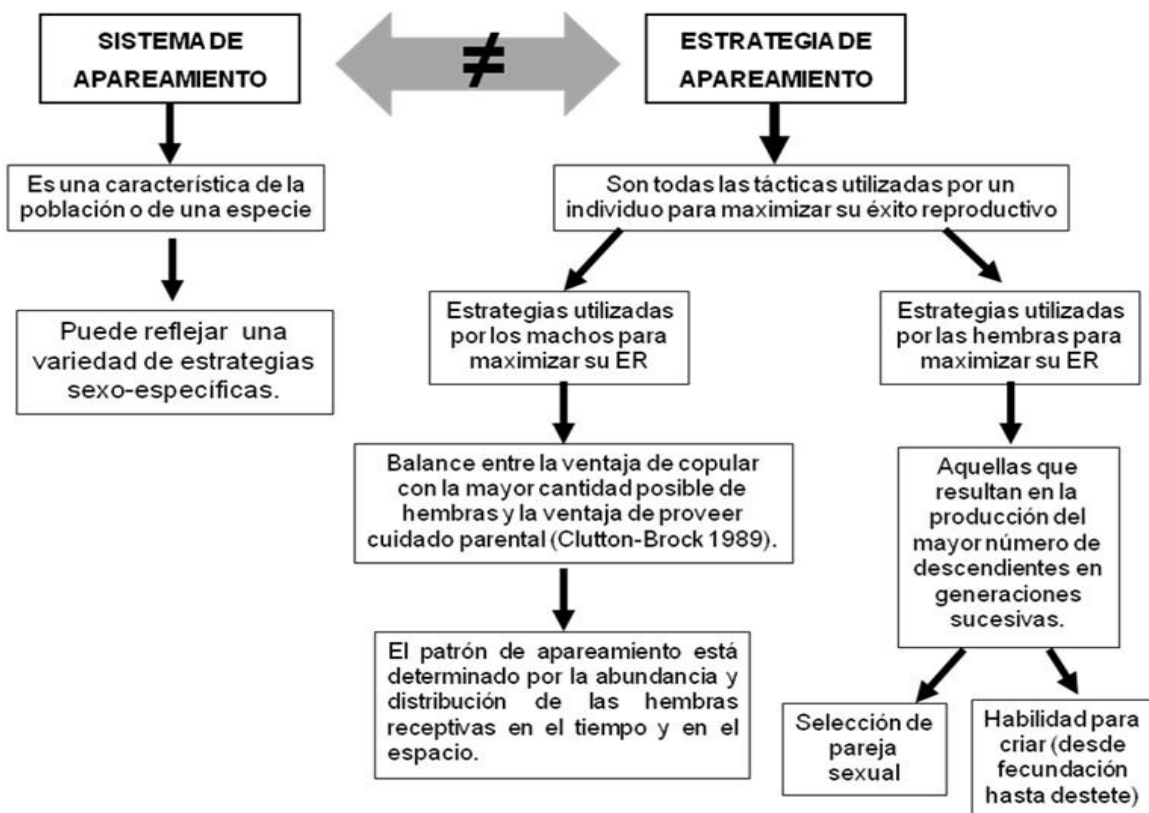 SISTEMA DE
APAREAMIENTO
≠
ESTRATEGIA DE
APAREAMIENTO
Es una característica de la
población o de una especie
Puede reflejar una
variedad de estrategias
sexo-específicas.
Son todas las tácticas utilizadas por un
individuo para maximizar su éxito reproductivo
Estrategias utilizadas
por los machos para
maximizar su ER
Balance entre la ventaja de copular
con la mayor cantidad posible de
hembras y la ventaja de proveer
cuidado parental (Clutton-Brock 1989).
El patrón de apareamiento está
determinado por la abundancia y
distribución de las hembras
receptivas en el tiempo y en el
espacio.
Estrategias utilizadas
por las hembras para
maximizar su ER
Aquellas que
resultan en la
producción del
mayor número de
descendientes en
generaciones
sucesivas.
Selección de
pareja
sexual
Habilidad para
criar (desde
fecundación
hasta destete)